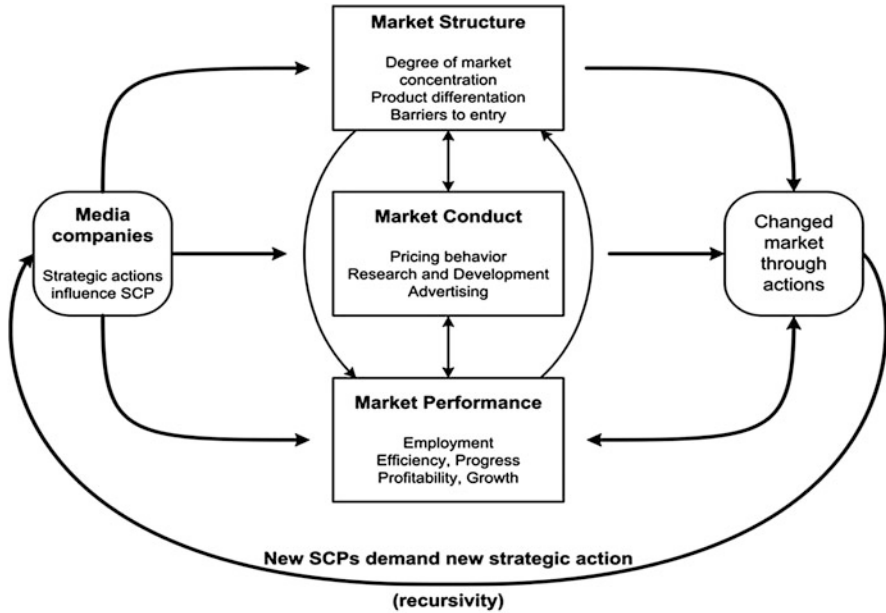 Market Structure
Degree of market
concentration
Product differentation
Barriers to entry
Media
companies
Strategic actions
influence SCP
Market Conduct
Pricing behavior
Research and Development
Advertising
Changed
market
through
actions
Market Performance
Employment
Efficiency, Progress
Profitability, Growth
New SCPs demand new strategic action
(recursivity)